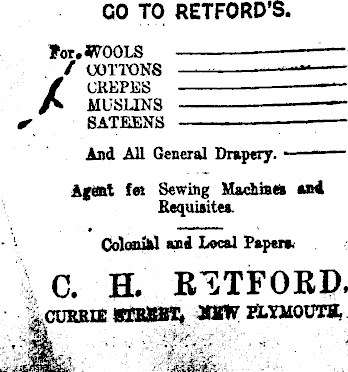 GO TO RETFORD'S.
For WOOLS
COTTONS
CREPES
MUSLINS
SATEENS
And All General Drapery.
Agent for Sewing Machines and
Requisites.
Colonial and Local Papers.
C. H. RETFORD,
CURRIE STREET, NEW PLYMOUTH,